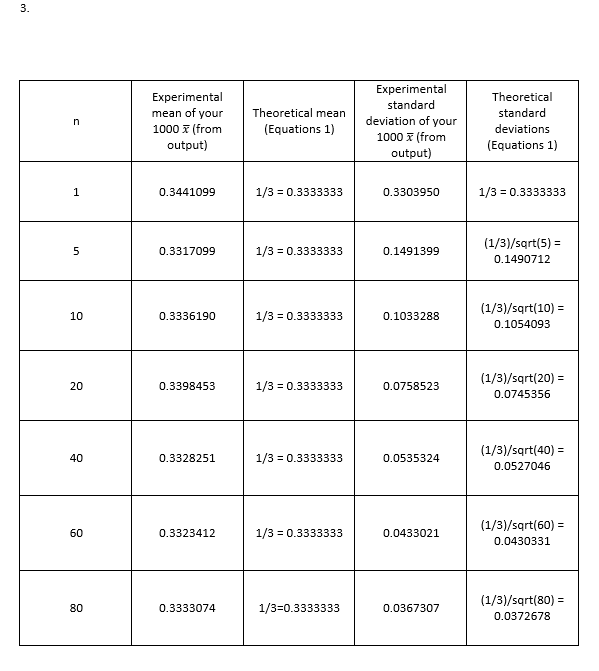 3.
n
Experimental
mean of your
1000 x̅ (from
output)
Theoretical mean
(Equations 1)
Experimental
standard
deviation of your
1000 x̅ (from
output)
Theoretical
standard
deviations
(Equations 1)
1
0.3441099
1/3 = 0.3333333
0.3303950
1/3 = 0.3333333
5
0.3317099
1/3 = 0.3333333
0.1491399
(1/3)/sqrt(5) =
0.1490712
10
0.3336190
1/3 = 0.3333333
0.1033288
(1/3)/sqrt(10) =
0.1054093
20
0.3398453
1/3 = 0.3333333
0.0758523
(1/3)/sqrt(20) =
0.0745356
40
0.3328251
1/3 = 0.3333333
0.0535324
(1/3)/sqrt(40) =
0.0527046
60
0.3323412
1/3 = 0.3333333
0.0433021
(1/3)/sqrt(60) =
0.0430331
80
0.3333074
1/3=0.3333333
0.0367307
(1/3)/sqrt(80) =
0.0372678